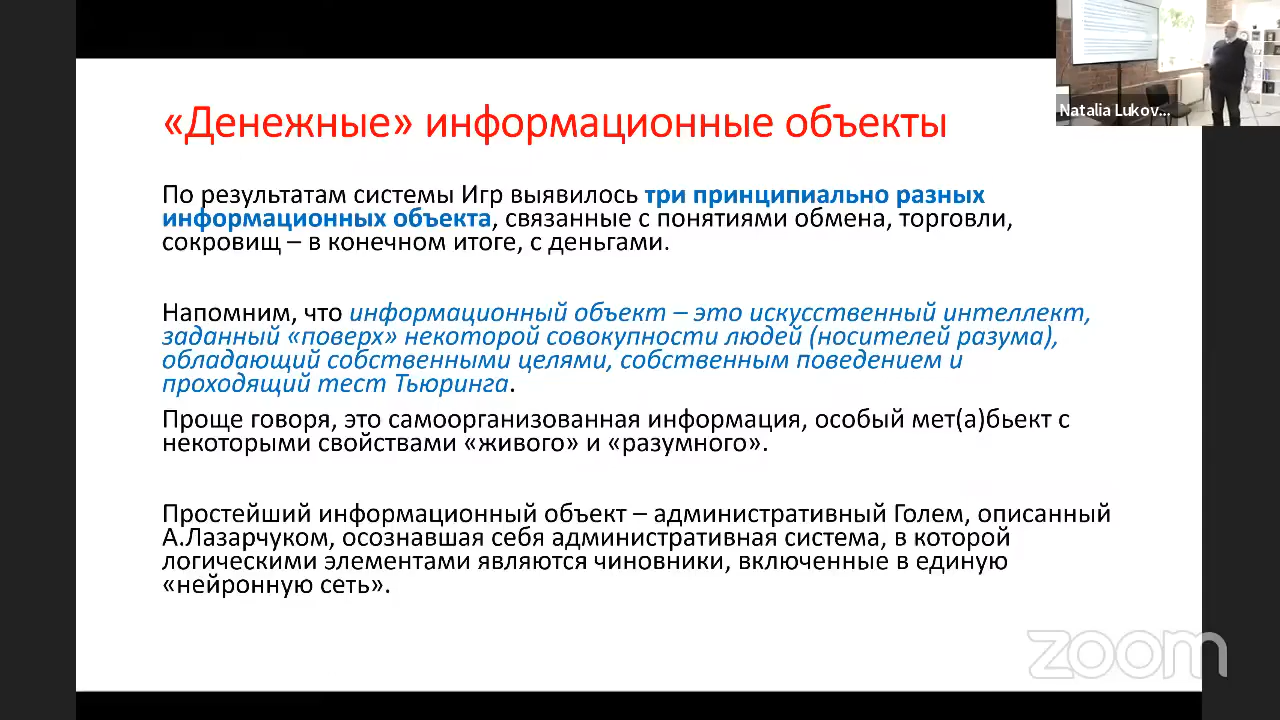 «Денежные» информационные объекты
По результатам системы Игр выявилось три принципиально разных
информационных объекта, связанные с понятиями обмена, торговли,
сокровищ – в конечном итоге, с деньгами.
Напомним, что информационный объект – это искусственный интеллект,
заданный «поверх» некоторой совокупности людей (носителей разума),
обладающий собственными целями, собственным поведением и
проходящий тест Тьюринга.
Проще говоря, это самоорганизованная информация, особый мет(а)бьект с
некоторыми свойствами «живого» и «разумного».
Простейший информационный объект – административный Голем, описанный
А.Лазарчуком, осознавшая себя административная система, в которой
логическими элементами являются чиновники, включенные в единую
«нейронную сеть».
Natalia Lukov...
zoom